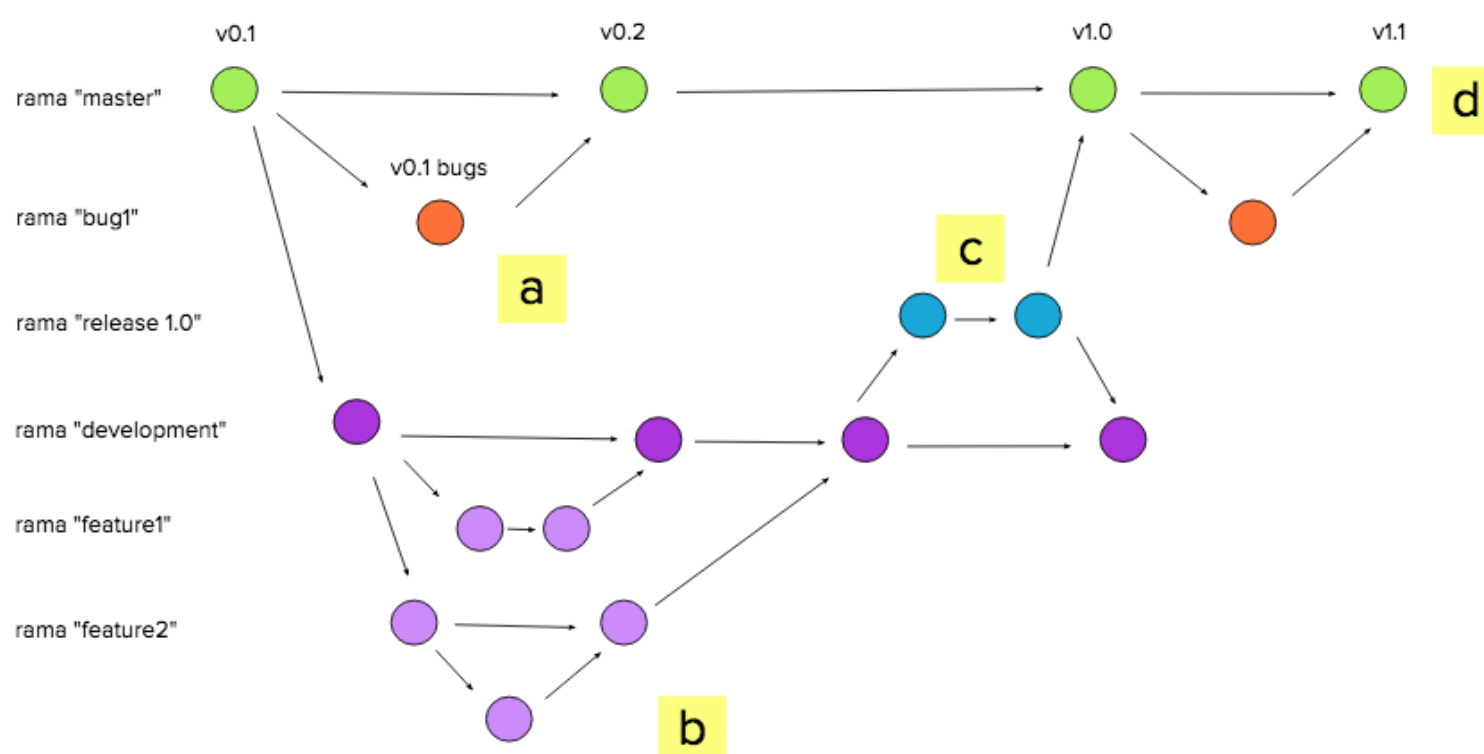 v0.1
v0.2
v1.0
v1.1
rama "master"
d
v0.1 bugs
rama "bug1"
c
a
rama "release 1.0"
rama "development"
rama "feature1"
rama "feature2"
b